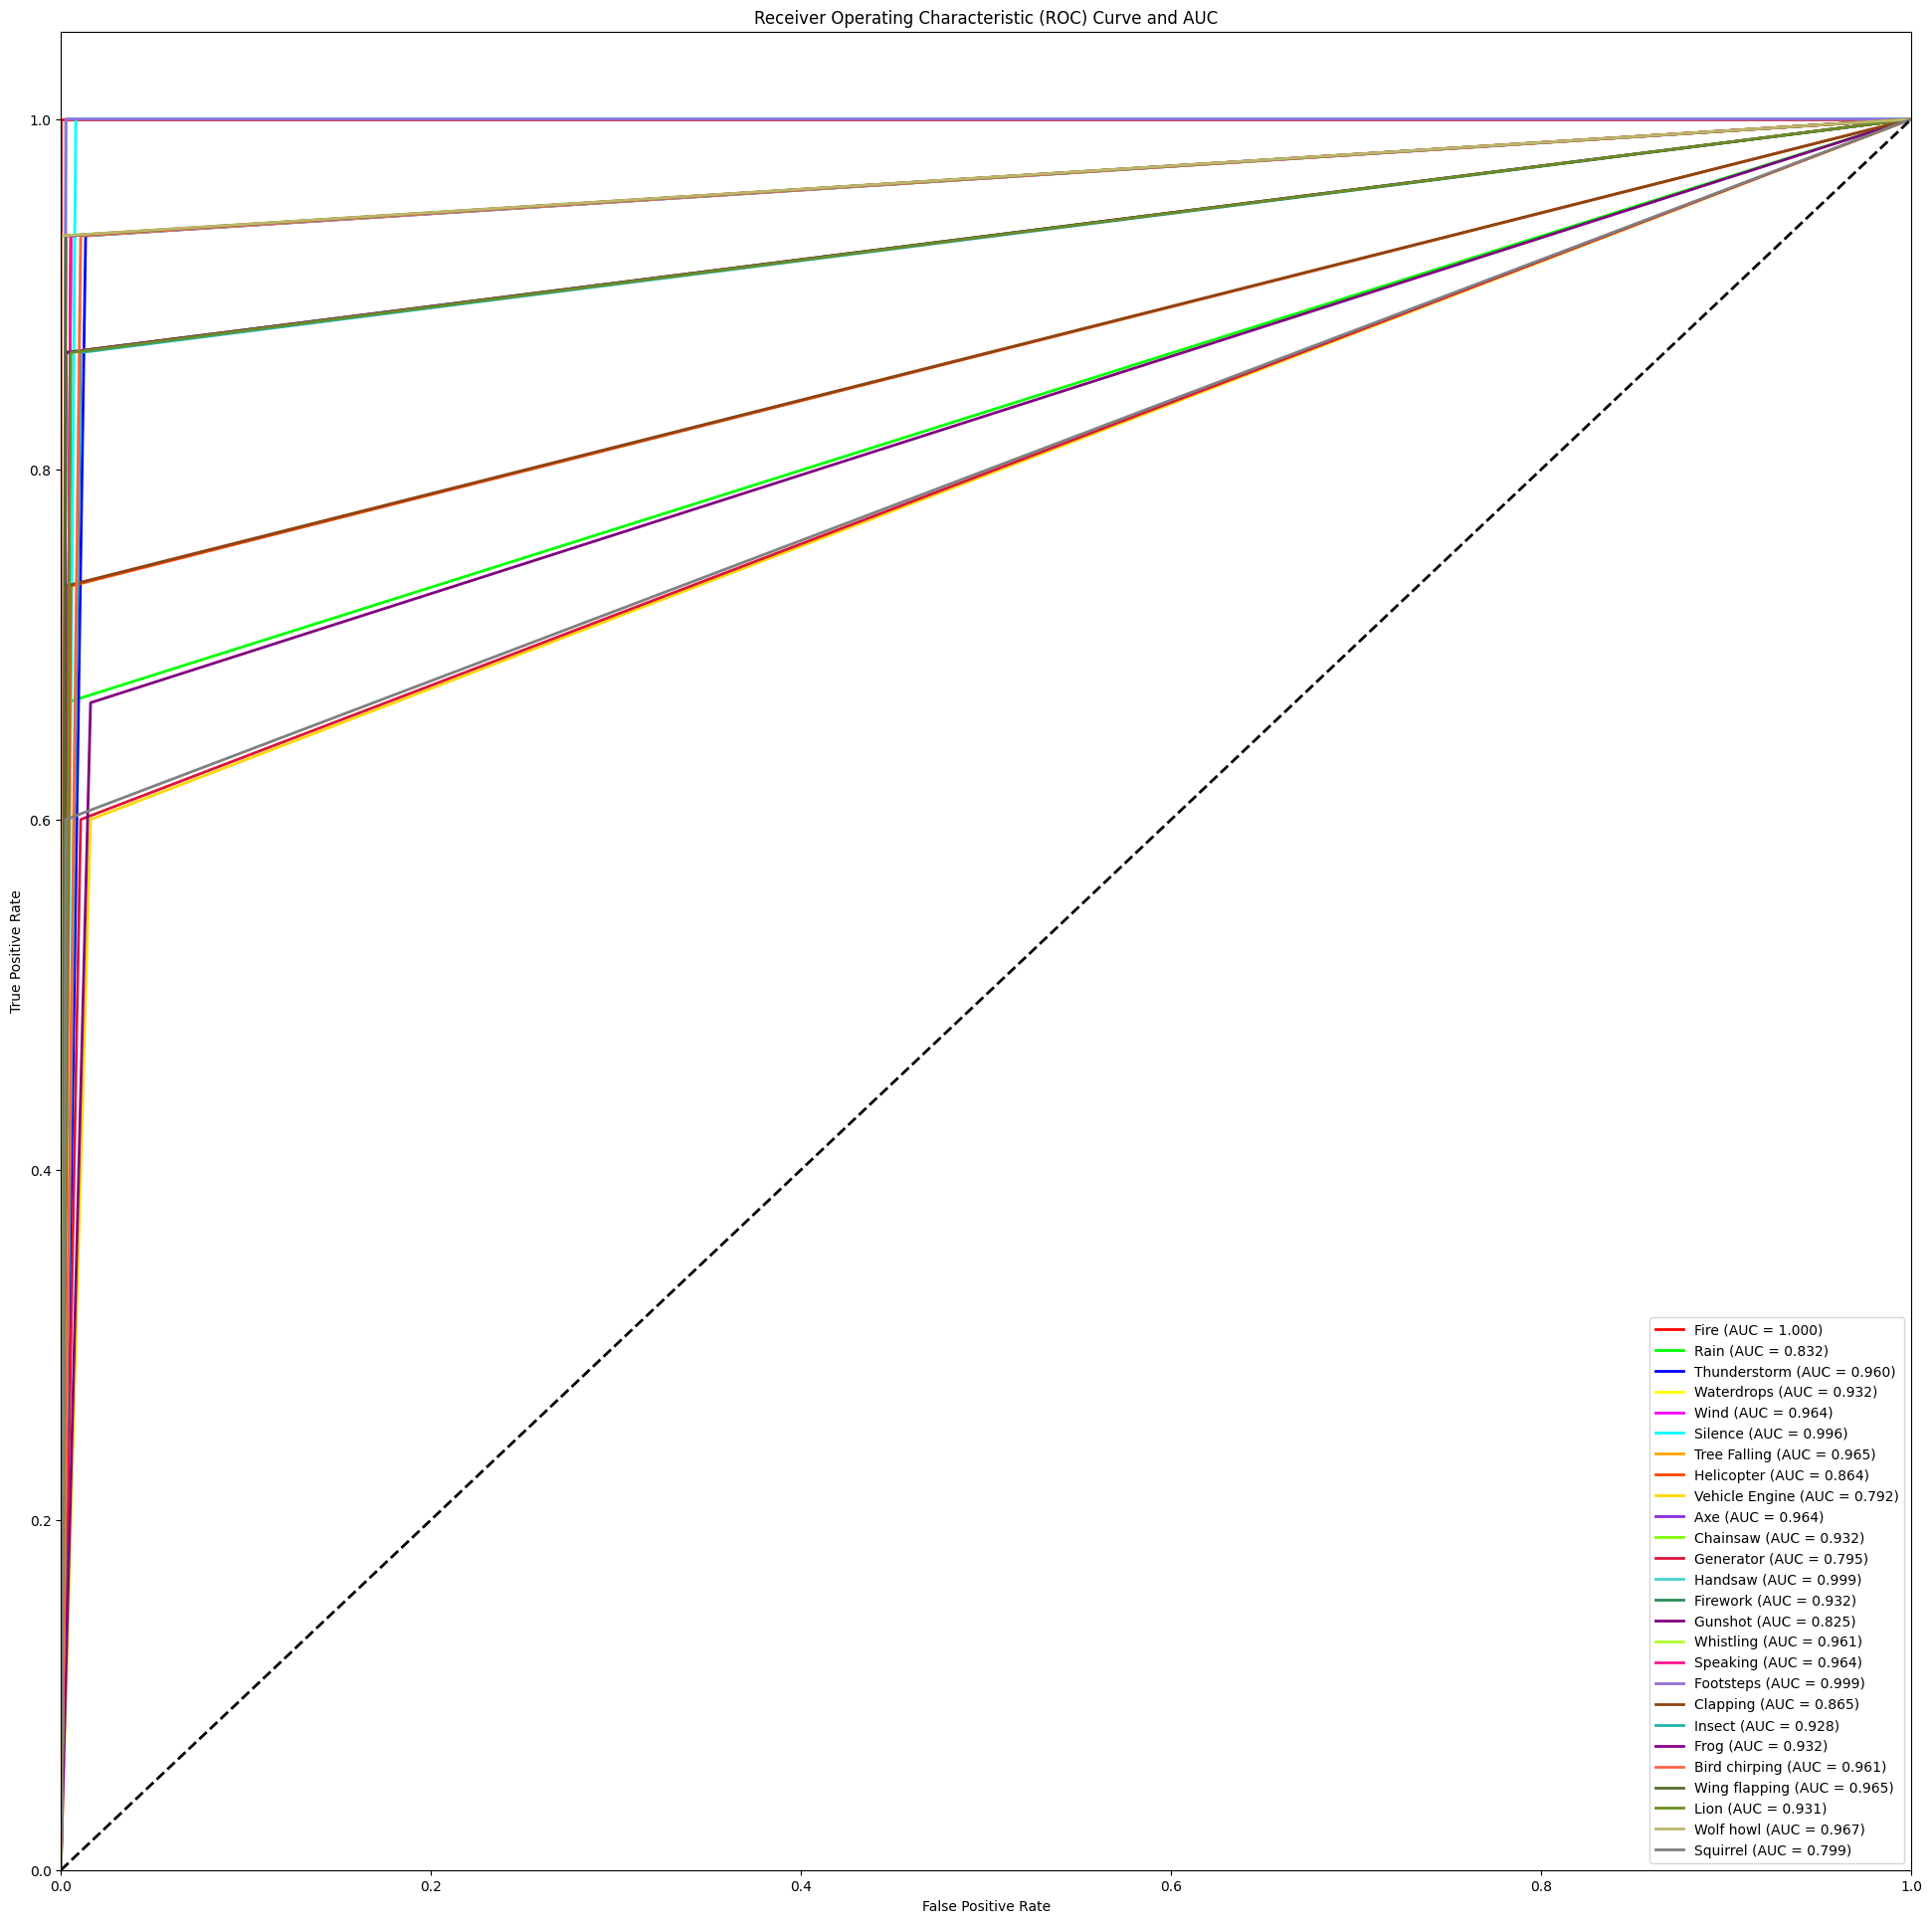 Receiver Operating Characteristic (ROC) Curve and AUC
True Positive Rate
1.0
0.8
0.6
0.4
0.2
0.0
0.0 0.2 0.4 0.6 0.8 1.0
False Positive Rate
Fire (AUC = 1.000)
Rain (AUC = 0.832)
Thunderstorm (AUC = 0.960)
Waterdrops (AUC = 0.932)
Wind (AUC = 0.964)
Silence (AUC = 0.996)
Tree Falling (AUC = 0.965)
Helicopter (AUC = 0.864)
Vehicle Engine (AUC = 0.792)
Axe (AUC = 0.964)
Chainsaw (AUC = 0.932)
Generator (AUC = 0.795)
Handsaw (AUC = 0.999)
Firework (AUC = 0.932)
Gunshot (AUC = 0.825)
Whistling (AUC = 0.961)
Speaking (AUC = 0.964)
Footsteps (AUC = 0.999)
Clapping (AUC = 0.865)
Insect (AUC = 0.928)
Frog (AUC = 0.932)
Bird chirping (AUC = 0.961)
Wing flapping (AUC = 0.965)
Lion (AUC = 0.931)
Wolf howl (AUC = 0.967)
Squirrel (AUC = 0.799)